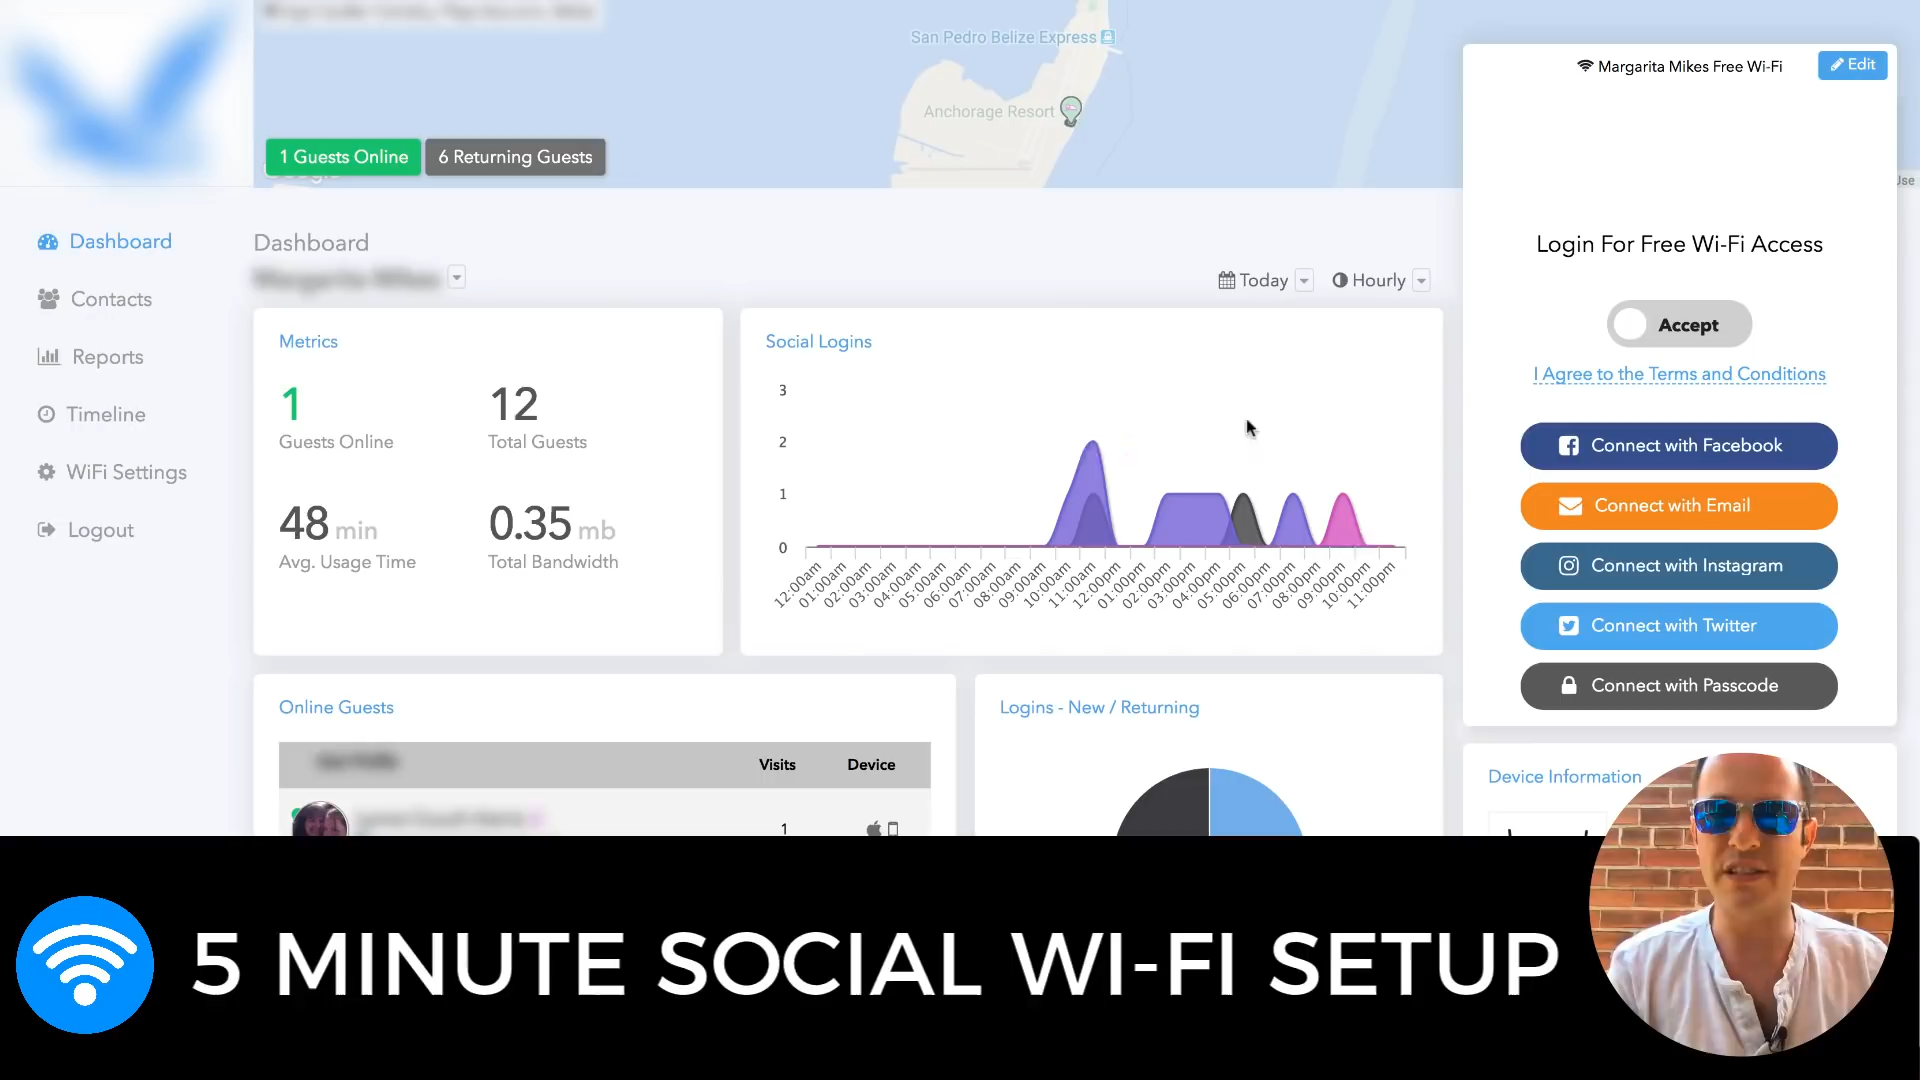 San Pedro Belize Express
Anchorage Resort
1 Guests Online
6 Returning Guests
Use
Margarita Mikes Free Wi-Fi
Edit
Login For Free Wi-Fi Access
Accept
I Agree to the Terms and Conditions
Connect with Facebook
Connect with Email
Connect with Instagram
Connect with Twitter
Connect with Passcode
Dashboard
Contacts
Reports
Timeline
WiFi Settings
Logout
Dashboard
Today
Hourly
Metrics
1
Guests Online
12
Total Guests
48 min
Avg. Usage Time
0.35 mb
Total Bandwidth
Social Logins
3
2
1
0
12:00am
01:00am
02:00am
03:00am
04:00am
05:00am
06:00am
07:00am
08:00am
09:00am
10:00am
11:00am
12:00pm
01:00pm
02:00pm
03:00pm
04:00pm
05:00pm
06:00pm
07:00pm
08:00pm
09:00pm
10:00pm
11:00pm
Online Guests
Visits Device
1
Logins - New / Returning
Device Information
5 MINUTE SOCIAL WI-FI SETUP